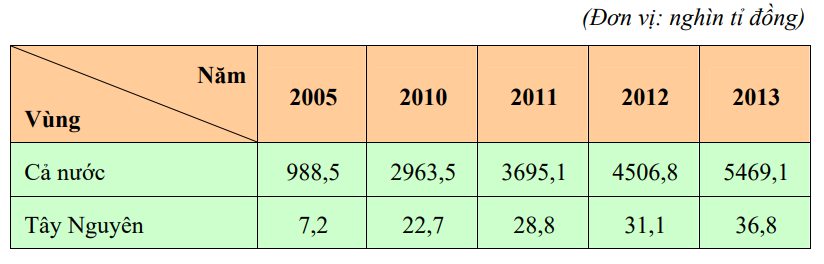 (Đơn vị: nghìn tỉ đồng)
Năm
Vùng
2005 2010 2011 2012 2013
Cả nước 988,5 2963,5 3695,1 4506,8 5469,1
Tây Nguyên 7,2 22,7 28,8 31,1 36,8